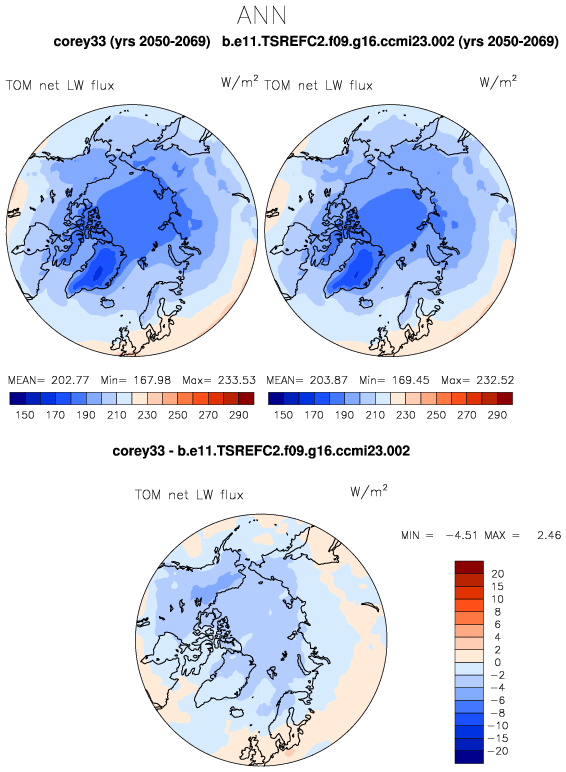 ANN
corey33 (yrs 2050-2069) b.e11.TSREFC2.f09.g16.ccmi23.002 (yrs 2050-2069)
TOM net LW flux W/m²
TOM net LW flux W/m²
MEAN= 202.77 Min= 167.98 Max= 233.53
MEAN= 203.87 Min= 169.45 Max= 232.52
150 170 190 210 230 250 270 290
150 170 190 210 230 250 270 290
corey33 - b.e11.TSREFC2.f09.g16.ccmi23.002
TOM net LW flux W/m²
MIN = -4.51 MAX = 2.46
20
15
10
8
6
4
2
0
-2
-4
-6
-8
-10
-15
-20